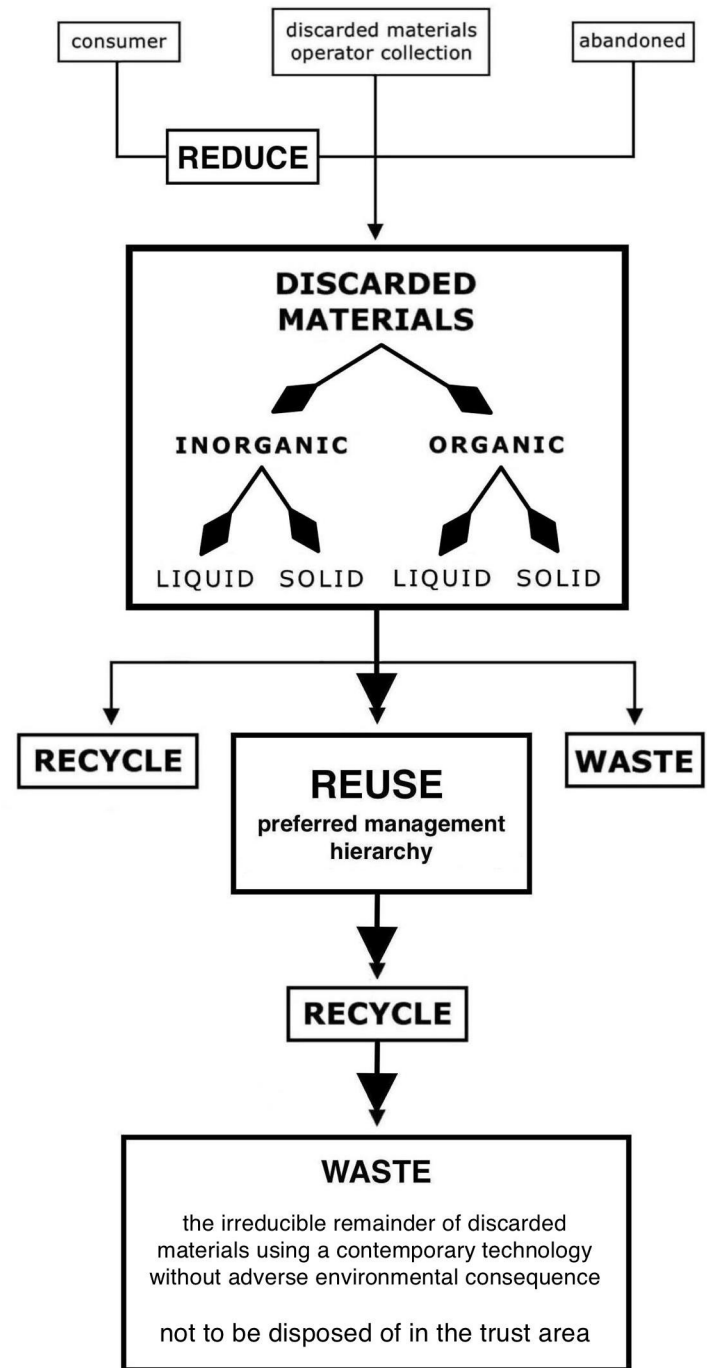 consumer
discarded materials
operator collection
abandoned
REDUCE
DISCARDED
MATERIALS
INORGANIC
ORGANIC
LIQUID
SOLID
LIQUID
SOLID
RECYCLE
REUSE
preferred management
hierarchy
WASTE
RECYCLE
WASTE
the irreducible remainder of discarded
materials using a contemporary technology
without adverse environmental consequence
not to be disposed of in the trust area